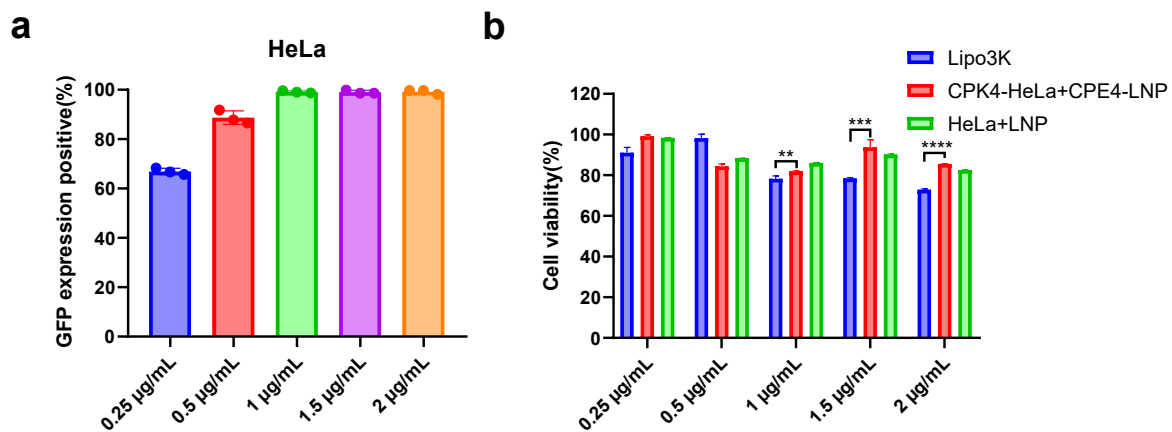 a
HeLa
GFP expression positive(%)
100
80
60
40
20
0
0.25 µg/mL
0.5 µg/mL
1 µg/mL
1.5 µg/mL
2 µg/mL
b
Lipo3K
CPK4-HeLa+CPE4-LNP
HeLa+LNP
Cell viability(%)
120
100
80
60
40
20
0
**
***
****
0.25 µg/mL
0.5 µg/mL
1 µg/mL
1.5 µg/mL
2 µg/mL